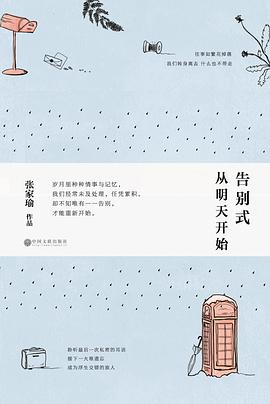 往事如繁花掉落
我们转身离去 什么也不带走
告别式
从明天开始
岁月里种种情事与记忆，
我们经常未及处理，任凭累积，
却不知唯有一一告别，
才能重新开始。
张家瑜 作品
中国文联出版社
聆听最后一次私密的耳语
接下一大堆遗忘
成为浮生交错的旅人